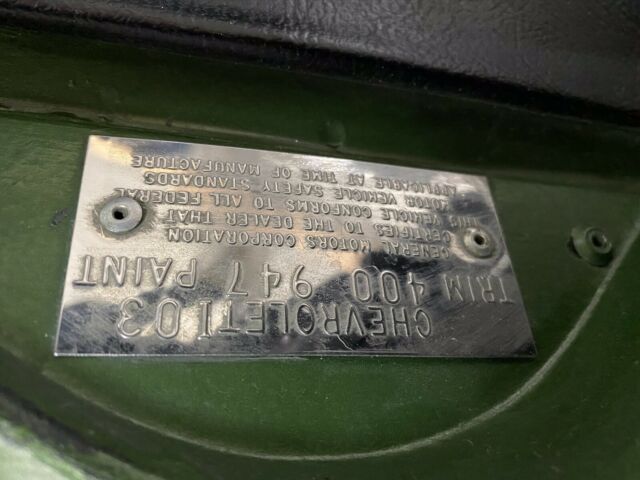 CHEVROLET 103
TRIM 400 947 PAINT
GENERAL MOTORS CORPORATION
CERTIFIES TO THE DEALER THAT
THIS VEHICLE CONFORMS TO ALL FEDERAL
MOTOR VEHICLE SAFETY STANDARDS
APPLICABLE AT TIME OF MANUFACTURE